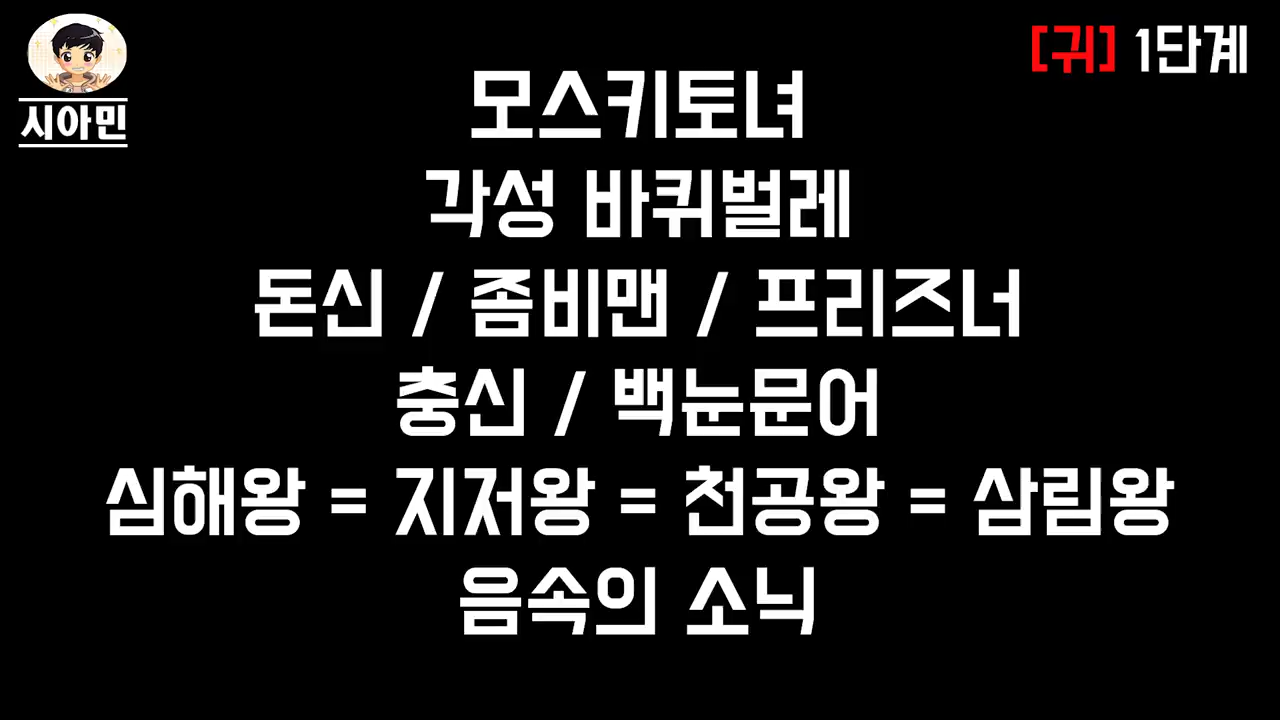 시아민
[귀] 1단계
모스키토녀
각성 바퀴벌레
돈신 / 좀비맨 / 프리즈너
충신 / 백눈문어
심해왕 = 지저왕 = 천공왕 = 삼림왕
음속의 소닉